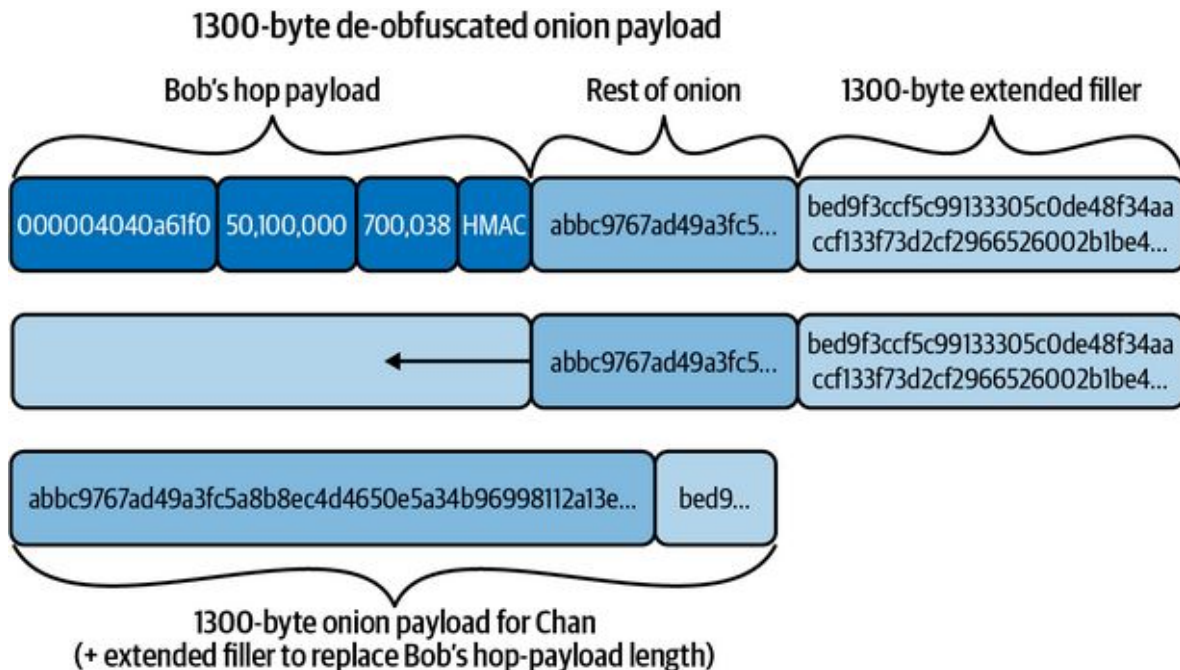 1300-byte de-obfuscated onion payload
Bob's hop payload
Rest of onion
1300-byte extended filler
000004040a61f0
50,100,000
700,038
HMAC
abbc9767ad49a3fc5...
bed9f3ccf5c99133305c0de48f34aa
ccf133f73d2cf2966526002b1be4...
abbc9767ad49a3fc5...
bed9f3ccf5c99133305c0de48f34aa
ccf133f73d2cf2966526002b1be4...
abbc9767ad49a3fc5a8b8ec4d4650e5a34b96998112a13e...
bed9...
1300-byte onion payload for Chan
(+ extended filler to replace Bob's hop-payload length)